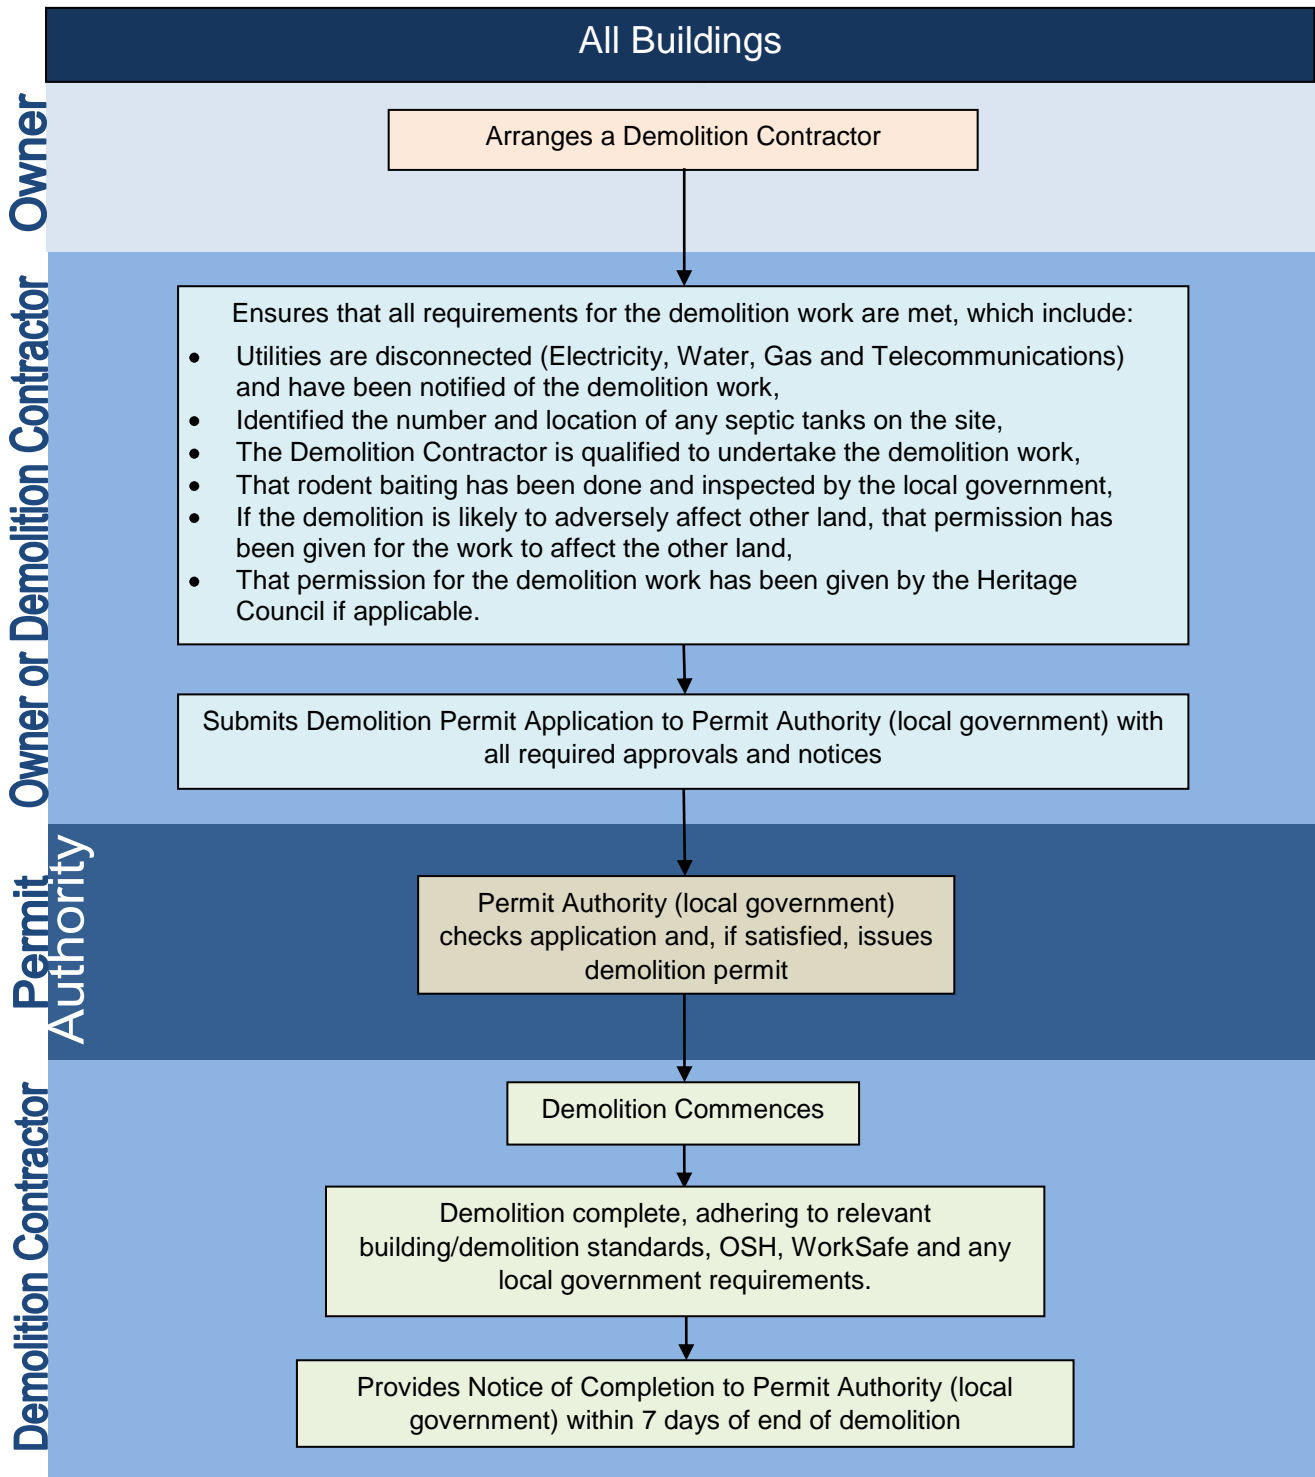 All Buildings
Owner
Arranges a Demolition Contractor
Owner or Demolition Contractor
Ensures that all requirements for the demolition work are met, which include:
• Utilities are disconnected (Electricity, Water, Gas and Telecommunications)
and have been notified of the demolition work,
• Identified the number and location of any septic tanks on the site,
• The Demolition Contractor is qualified to undertake the demolition work,
• That rodent baiting has been done and inspected by the local government,
• If the demolition is likely to adversely affect other land, that permission has
been given for the work to affect the other land,
• That permission for the demolition work has been given by the Heritage
Council if applicable.
Submits Demolition Permit Application to Permit Authority (local government) with
all required approvals and notices
Permit
Authority
Permit Authority (local government)
checks application and, if satisfied, issues
demolition permit
Demolition Contractor
Demolition Commences
Demolition complete, adhering to relevant
building/demolition standards, OSH, WorkSafe and any
local government requirements.
Provides Notice of Completion to Permit Authority (local
government) within 7 days of end of demolition